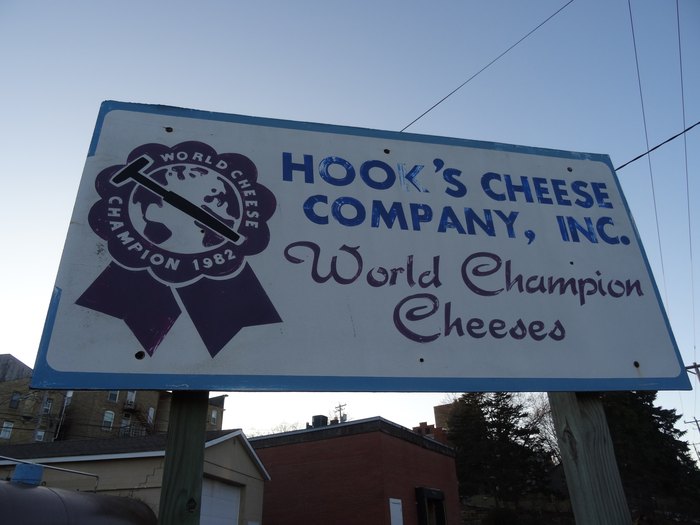 WORLD CHEESE
CHAMPION 1982
HOOK'S CHEESE
COMPANY, INC.
World Champion
Cheeses